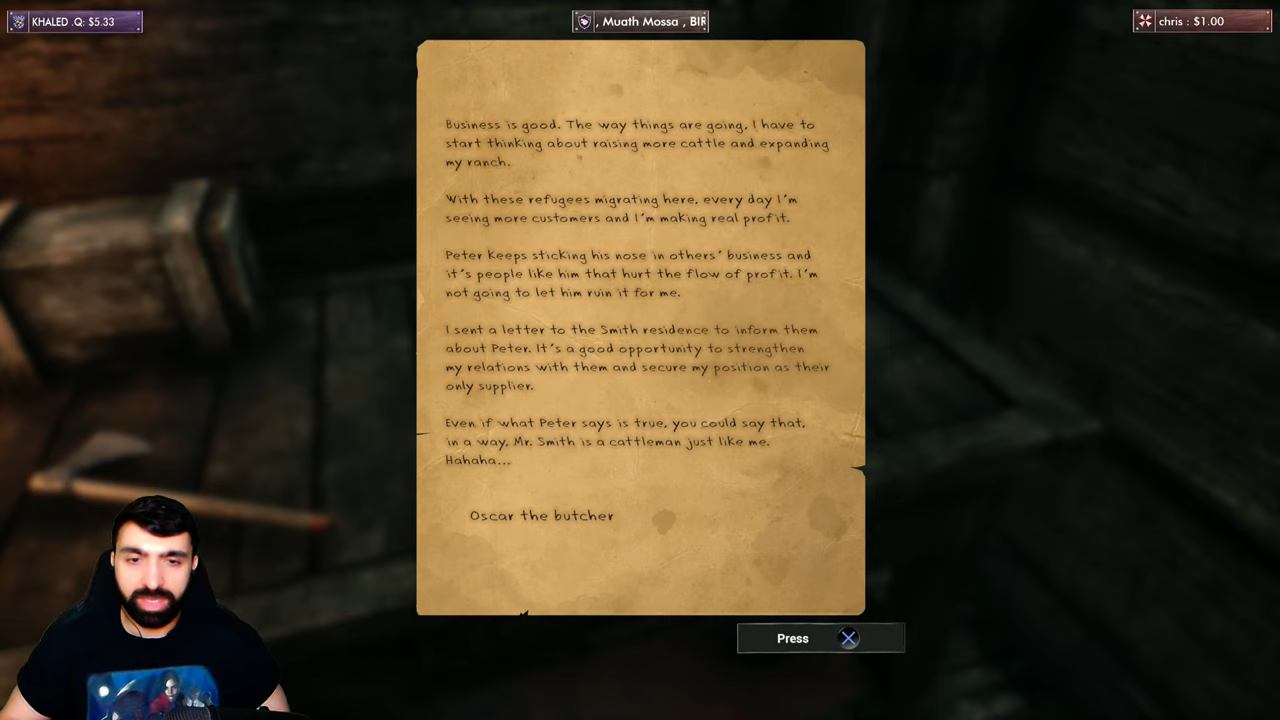 KHALED .Q: $5.33
, Muath Mossa , BIF
chris : $1.00
Business is good. The way things are going, I have to
start thinking about raising more cattle and expanding
my ranch.
With these refugees migrating here, every day I'm
seeing more customers and I'm making real profit.
Peter keeps sticking his nose in others' business and
it's people like him that hurt the flow of profit. I'm
not going to let him ruin it for me.
I sent a letter to the Smith residence to inform them
about Peter. It's a good opportunity to strengthen
my relations with them and secure my position as their
only supplier.
Even if what Peter says is true, you could say that,
in a way, Mr. Smith is a cattleman just like me.
Hahaha...
Oscar the butcher
Press